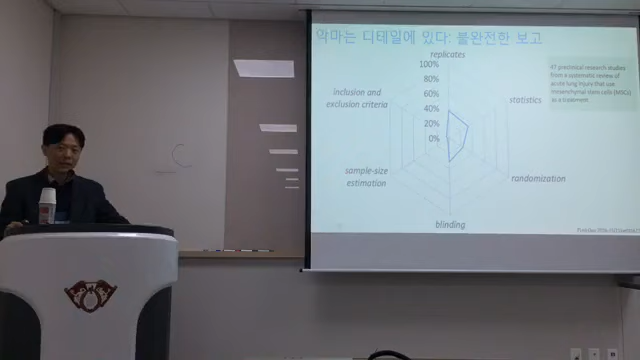 악마는 디테일에 있다: 불완전한 보고
replicates
100%
80%
60%
40%
20%
0%
inclusion and
exclusion criteria
statistics
sample-size
estimation
randomization
blinding
47 preclinical research studies
from a systematic review of
acute lung injury that use
mesenchymal stem cells (MSCs)
as a treatment